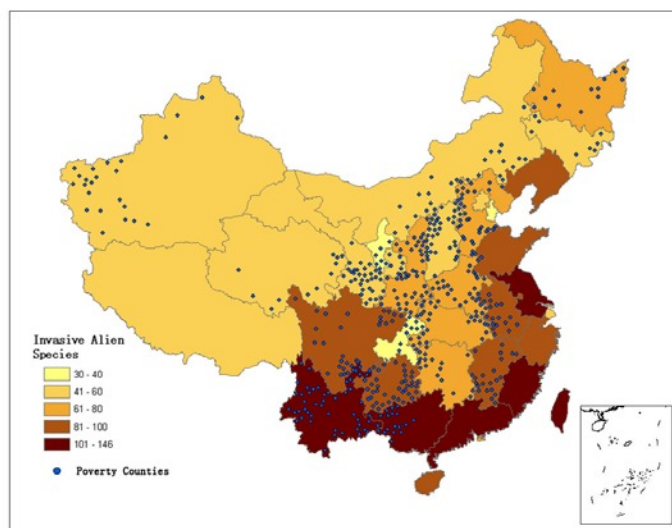 Invasive Alien
Species
30 - 40
41 - 60
61 - 80
81 - 100
101 - 146
Poverty Counties